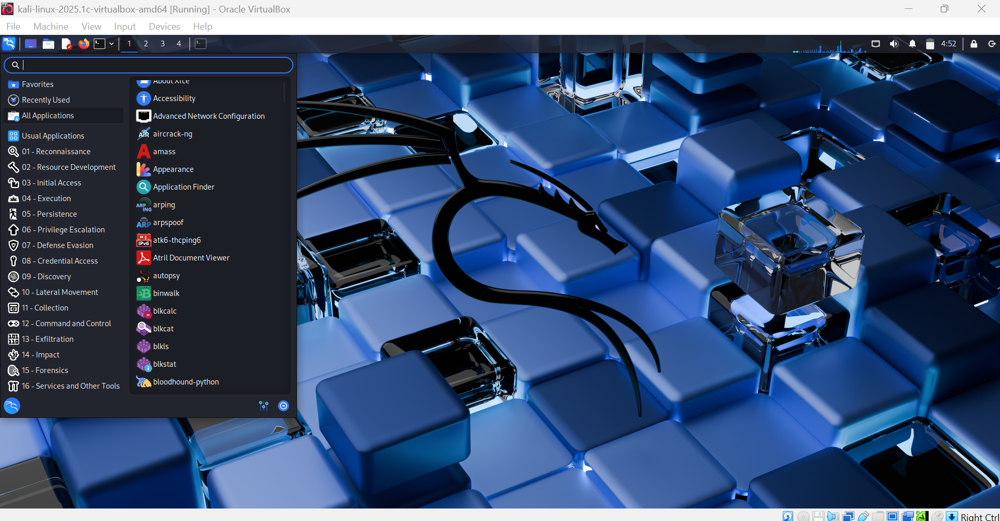 kali-linux-2025.1c-virtualbox-amd64 [Running] - Oracle VirtualBox
File Machine View Input Devices Help
1 2 3 4 4:52
Favorites
Recently Used
All Applications
Usual Applications
01 - Reconnaissance
02 - Resource Development
03 - Initial Access
04 - Execution
05 - Persistence
06 - Privilege Escalation
07 - Defense Evasion
08 - Credential Access
09 - Discovery
10 - Lateral Movement
11 - Collection
12 - Command and Control
13 - Exfiltration
14 - Impact
15 - Forensics
16 - Services and Other Tools
About Xfce
Accessibility
Advanced Network Configuration
aircrack-ng
amass
Appearance
Application Finder
arping
arpspoof
atk6-thcping6
Atril Document Viewer
autopsy
binwalk
blkcalc
blkcat
blkls
blkstat
bloodhound-python
Right Ctrl